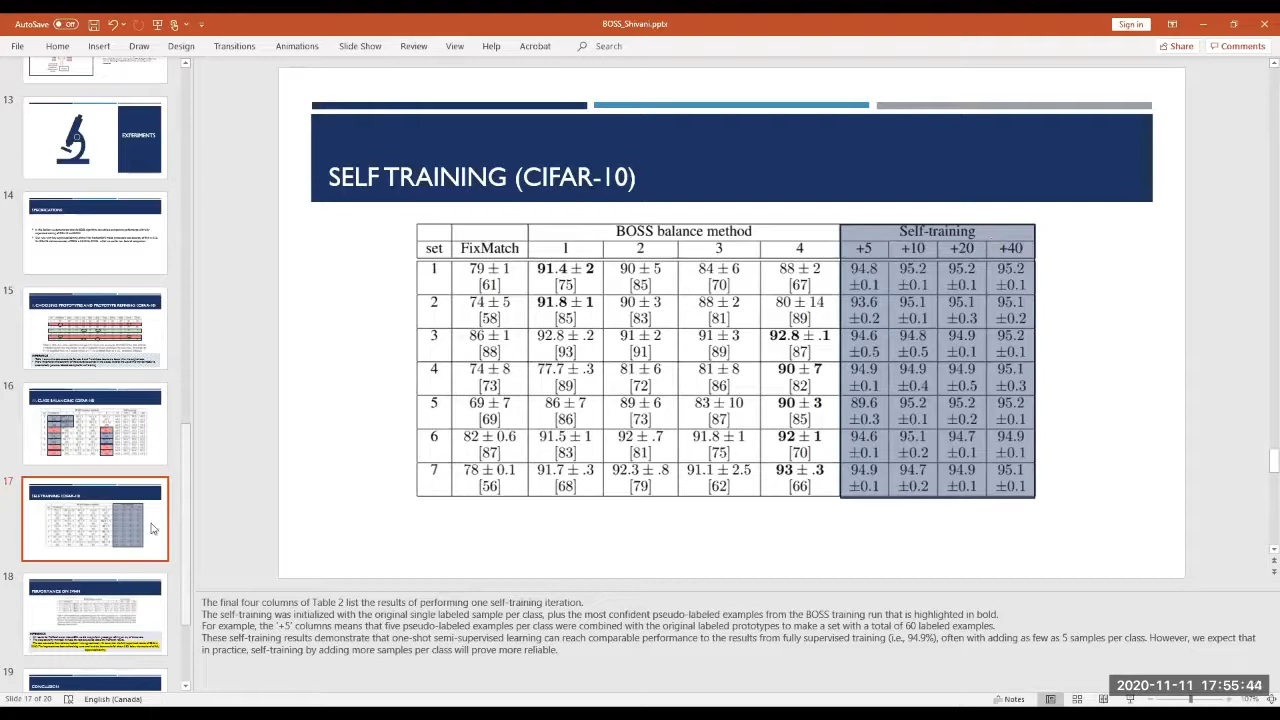 AutoSave Off
BOSS_Shivani.pptx
Sign in
File Home Insert Draw Design Transitions Animations Slide Show Review View Help Acrobat Search
Share Comments
13
EXPERIMENTS
14
SPECIFICATIONS
15
16
17
SELF TRAINING (CIFAR-10)
18
PERFORMANCE ON SVHN
19
CONCLUSION
SELF TRAINING (CIFAR-10)
BOSS balance method Self-training
set FixMatch 1 2 3 4 +5 +10 +20 +40
1 79 ± 1 91.4 ± 2 90 ± 5 84 ± 6 88 ± 2 94.8 95.2 95.2 95.2
[61] [75] [85] [70] [67] ±0.1 ±0.1 ±0.1 ±0.1
2 74 ± 5 91.8 ± 1 90 ± 3 88 ± 2 80 ± 14 93.6 95.1 95.1 95.1
[58] [85] [83] [81] [89] ±0.2 ±0.1 ±0.3 ±0.2
3 86 ± 1 92.8 ± .2 91 ± 2 91 ± 3 92.8 ± .1 94.6 94.8 94.9 95.2
[88] [93] [91] [89] [87] ±0.5 ±0.5 ±0.1 ±0.1
4 74 ± 8 77.7 ± .3 81 ± 6 81 ± 8 90 ± 7 94.9 94.9 94.9 95.1
[73] [89] [72] [86] [82] ±0.1 ±0.4 ±0.5 ±0.3
5 69 ± 7 86 ± 7 89 ± 6 83 ± 10 90 ± 3 89.6 95.2 95.2 95.2
[69] [86] [73] [87] [85] ±0.3 ±0.1 ±0.2 ±0.1
6 82 ± 0.6 91.5 ± 1 92 ± .7 91.8 ± 1 92 ± 1 94.6 95.1 94.7 94.9
[87] [83] [81] [75] [70] ±0.1 ±0.2 ±0.1 ±0.1
7 78 ± 0.1 91.7 ± .3 92.3 ± .8 91.1 ± 2.5 93 ± .3 94.9 94.7 94.9 95.1
[56] [68] [79] [62] [66] ±0.1 ±0.2 ±0.1 ±0.1
The final four columns of Table 2 list the results of performing one self-training iteration.
The self-training was initialized with the original single labeled sample per class, plus the most confident pseudo-labeled examples from the BOSS training run that is highlighted in bold.
For example, the '+5' columns means that five pseudo-labeled examples per class were combined with the original labeled prototypes to make a set with a total of 60 labeled examples.
These self-training results demonstrate that one-shot semi-supervised learning can reach comparable performance to the results from fully supervised training (i.e., 94.9%), often with adding as few as 5 samples per class. However, we expect that
in practice, self-training by adding more samples per class will prove more reliable.
2020-11-11 17:55:44
Slide 17 of 20 English (Canada) Notes 107%